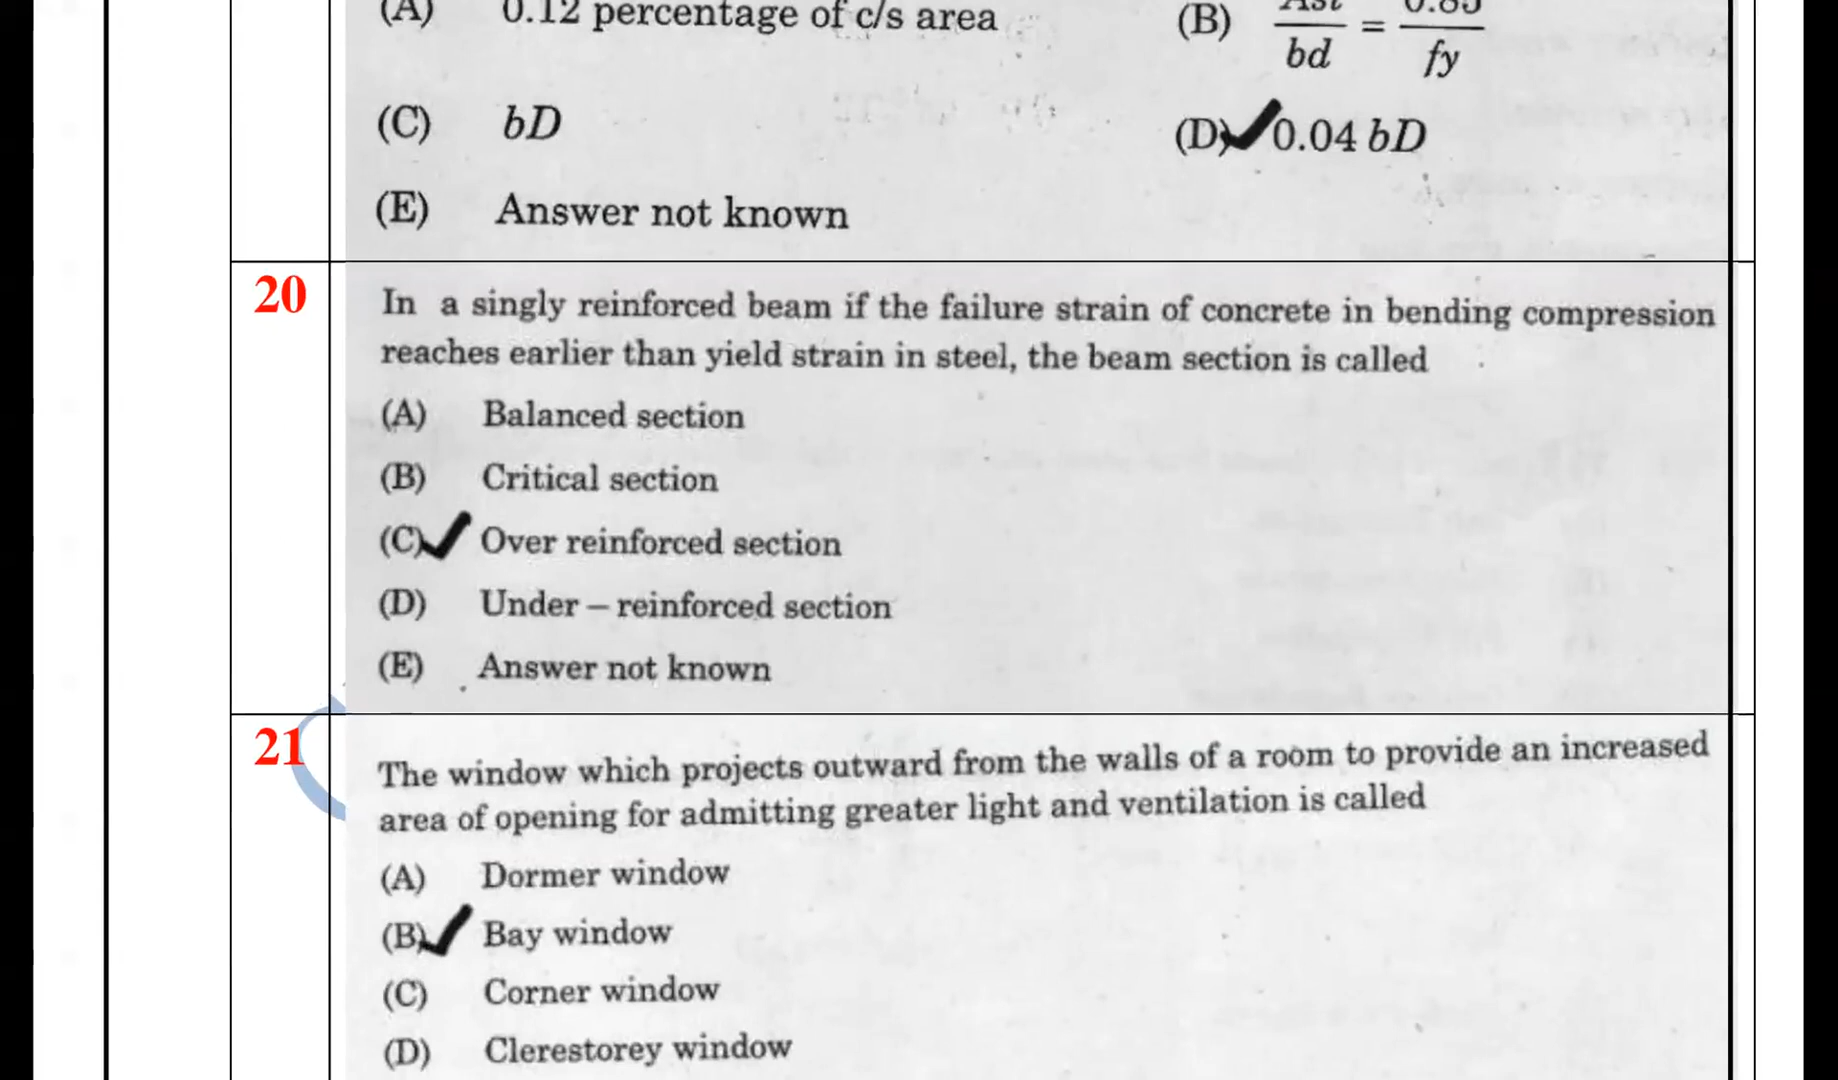 (A) 0.12 percentage of c/s area (B) Ast/bd = 0.85/fy
(C) bD (D) 0.04 bD
(E) Answer not known
20
In a singly reinforced beam if the failure strain of concrete in bending compression
reaches earlier than yield strain in steel, the beam section is called
(A) Balanced section
(B) Critical section
(C) Over reinforced section
(D) Under – reinforced section
(E) Answer not known
21
The window which projects outward from the walls of a room to provide an increased
area of opening for admitting greater light and ventilation is called
(A) Dormer window
(B) Bay window
(C) Corner window
(D) Clerestorey window